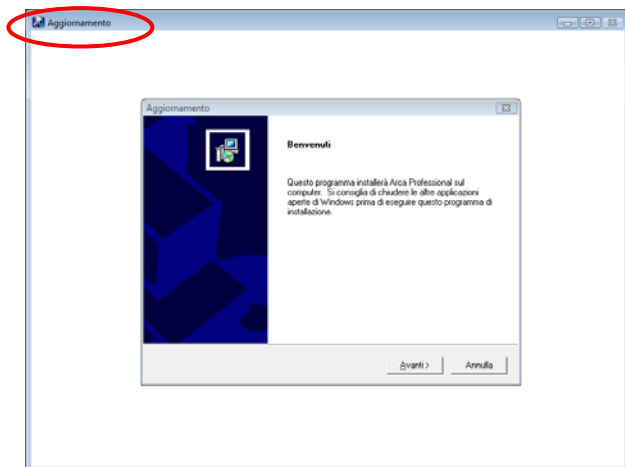 Aggiornamento
Aggiornamento
Benvenuti
Questo programma installerà Arca Professional sul
computer. Si consiglia di chiudere le altre applicazioni
aperte di Windows prima di eseguire questo programma di
installazione.
Avanti >
Annulla